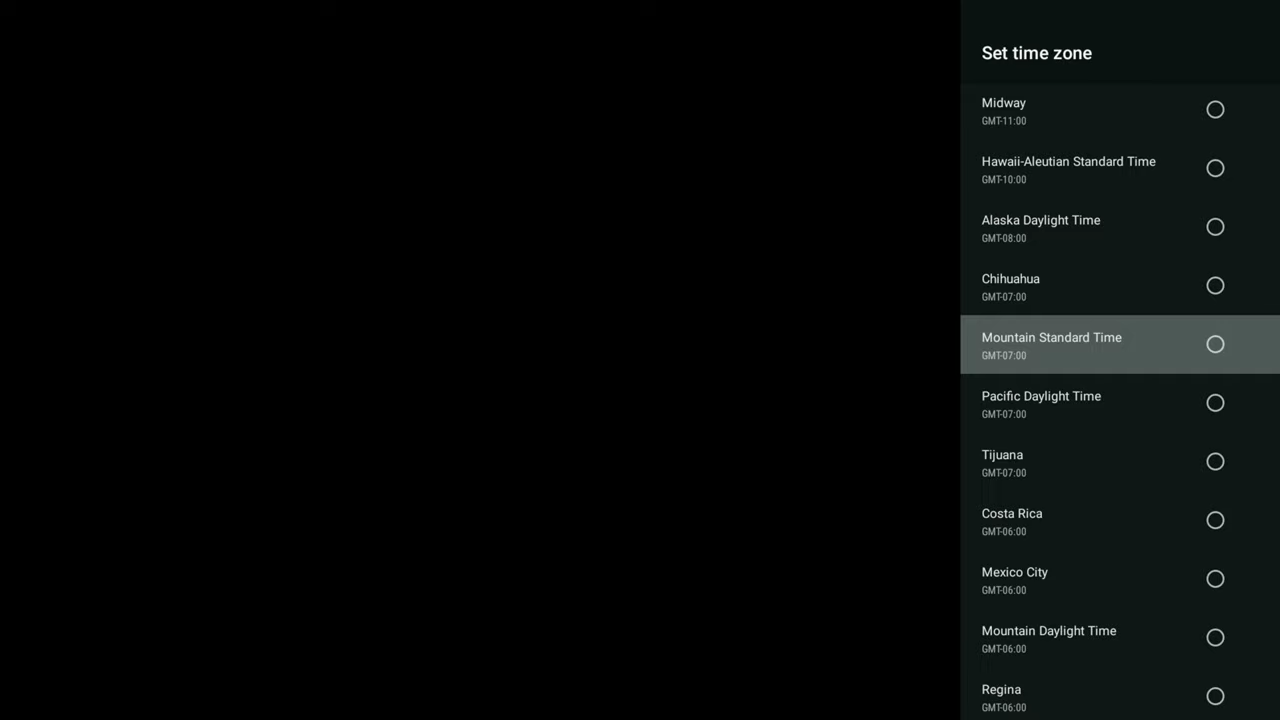 Set time zone
Midway
GMT-11:00
Hawaii-Aleutian Standard Time
GMT-10:00
Alaska Daylight Time
GMT-08:00
Chihuahua
GMT-07:00
Mountain Standard Time
GMT-07:00
Pacific Daylight Time
GMT-07:00
Tijuana
GMT-07:00
Costa Rica
GMT-06:00
Mexico City
GMT-06:00
Mountain Daylight Time
GMT-06:00
Regina
GMT-06:00